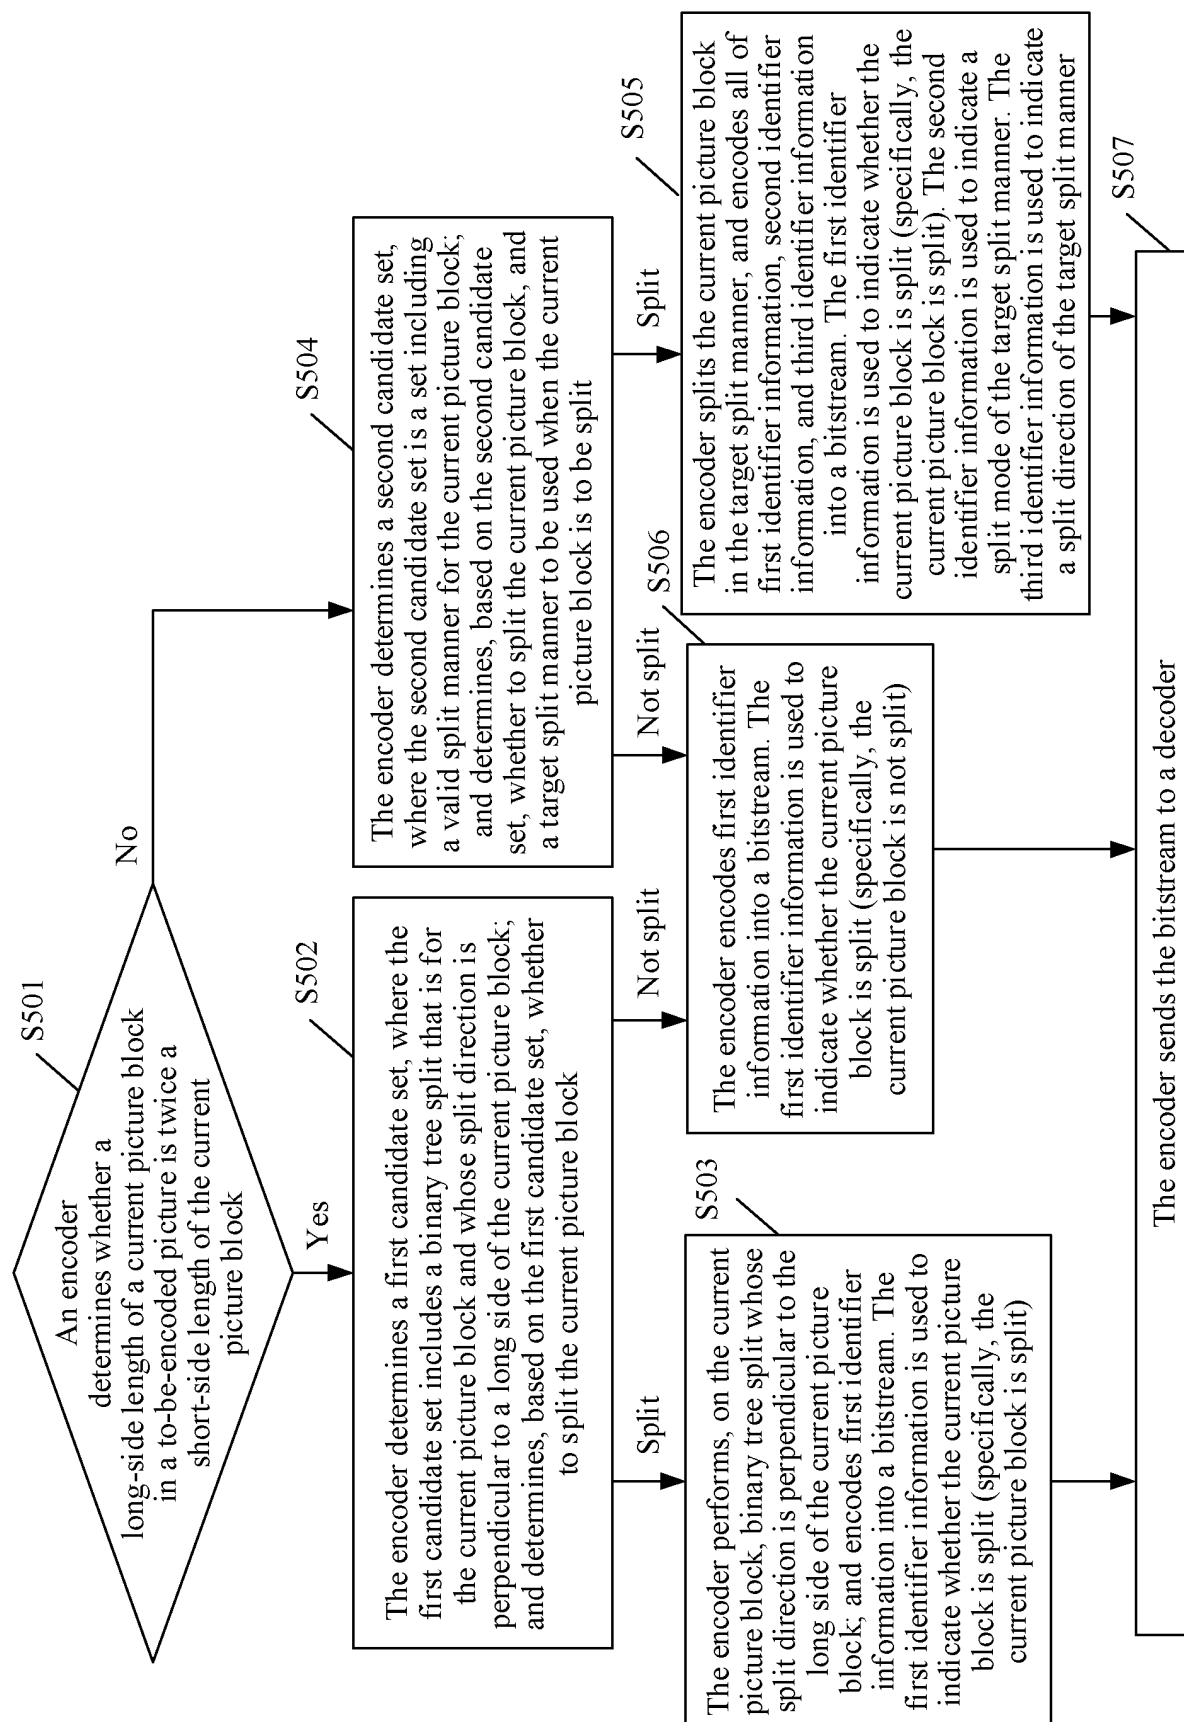 S501
An encoder
determines whether a
long-side length of a current picture block
in a to-be-encoded picture is twice a
short-side length of the current
picture block
No
Yes
S502
The encoder determines a first candidate set, where the
first candidate set includes a binary tree split that is for
the current picture block and whose split direction is
perpendicular to a long side of the current picture block;
and determines, based on the first candidate set, whether
to split the current picture block
S504
The encoder determines a second candidate set,
where the second candidate set is a set including
a valid split manner for the current picture block;
and determines, based on the second candidate
set, whether to split the current picture block, and
a target split manner to be used when the current
picture block is to be split
Split
Not split
Not split
Split
S503
The encoder performs, on the current
picture block, binary tree split whose
split direction is perpendicular to the
long side of the current picture
block; and encodes first identifier
information into a bitstream. The
first identifier information is used to
indicate whether the current picture
block is split (specifically, the
current picture block is split)
S506
The encoder encodes first identifier
information into a bitstream. The
first identifier information is used to
indicate whether the current picture
block is split (specifically, the
current picture block is not split)
S505
The encoder splits the current picture block
in the target split manner, and encodes all of
first identifier information, second identifier
information, and third identifier information
into a bitstream. The first identifier
information is used to indicate whether the
current picture block is split (specifically, the
current picture block is split). The second
identifier information is used to indicate a
split mode of the target split manner. The
third identifier information is used to indicate
a split direction of the target split manner
S507
The encoder sends the bitstream to a decoder